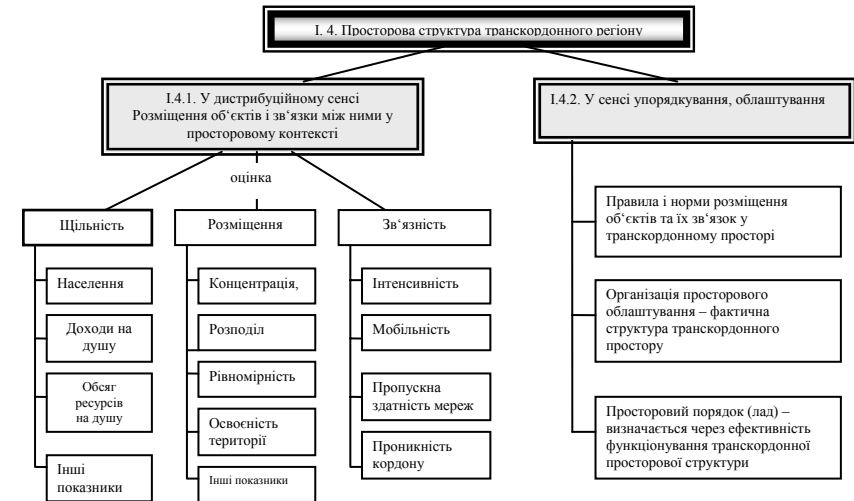 І. 4. Просторова структура транскордонного регіону
І.4.1. У дистрибуційному сенсі
Розміщення об‘єктів і зв‘язки між ними у
просторовому контексті
І.4.2. У сенсі упорядкування, облаштування
оцінка
Щільність
Населення
Доходи на
душу
Обсяг
ресурсів
на душу
Інші
показники
Розміщення
Концентрація,
Розподіл
Рівномірність
Освоєність
території
Інші показники
Зв‘язність
Інтенсивність
Мобільність
Пропускна
здатність мереж
Проникність
кордону
Правила і норми розміщення
об‘єктів та їх зв‘язок у
транскордонному просторі
Організація просторового
облаштування – фактична
структура транскордонного
простору
Просторовий порядок (лад) –
визначається через ефективність
функціонування транскордонної
просторової структури